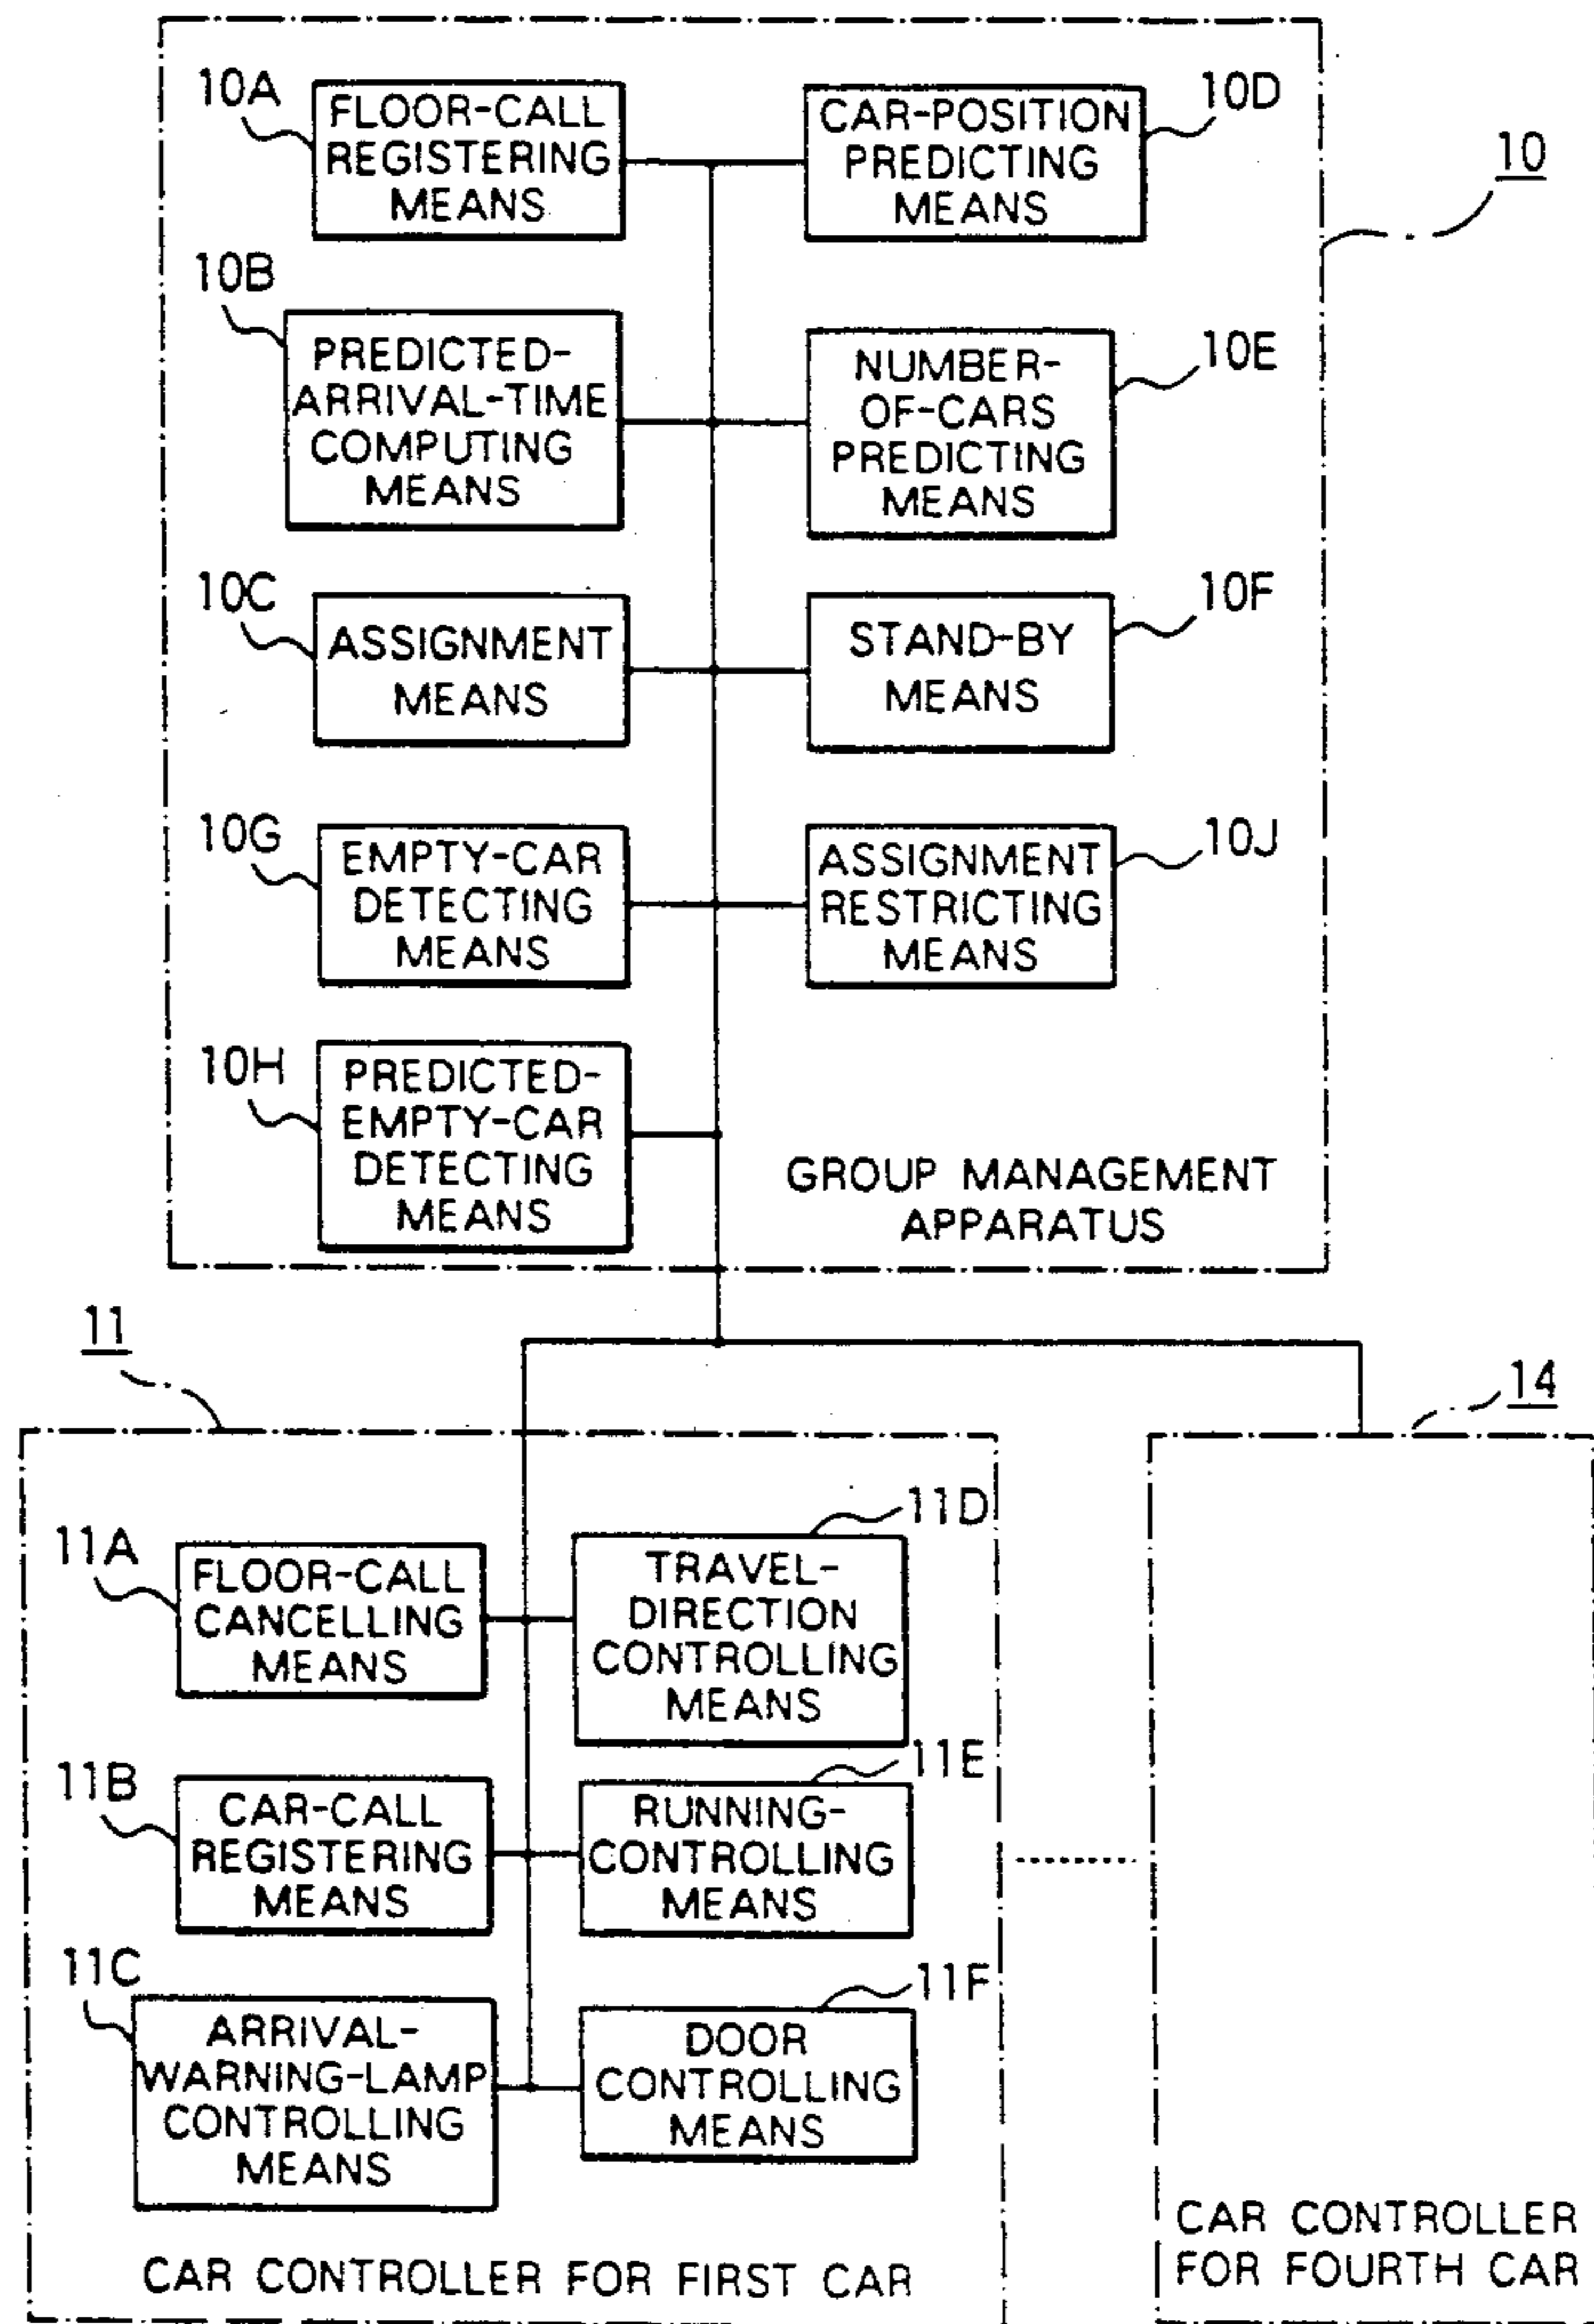 10A
FLOOR-CALL
REGISTERING
MEANS
10D
CAR-POSITION
PREDICTING
MEANS
10
10B
PREDICTED-
ARRIVAL-TIME
COMPUTING
MEANS
10E
NUMBER-
OF-CARS
PREDICTING
MEANS
10C
ASSIGNMENT
MEANS
10F
STAND-BY
MEANS
10G
EMPTY-CAR
DETECTING
MEANS
10J
ASSIGNMENT
RESTRICTING
MEANS
10H
PREDICTED-
EMPTY-CAR
DETECTING
MEANS
GROUP MANAGEMENT
APPARATUS
11
14
11A
FLOOR-CALL
CANCELLING
MEANS
11D
TRAVEL-
DIRECTION
CONTROLLING
MEANS
11B
CAR-CALL
REGISTERING
MEANS
11E
RUNNING-
CONTROLLING
MEANS
11C
ARRIVAL-
WARNING-LAMP
CONTROLLING
MEANS
11F
DOOR
CONTROLLING
MEANS
CAR CONTROLLER FOR FIRST CAR
CAR CONTROLLER
FOR FOURTH CAR